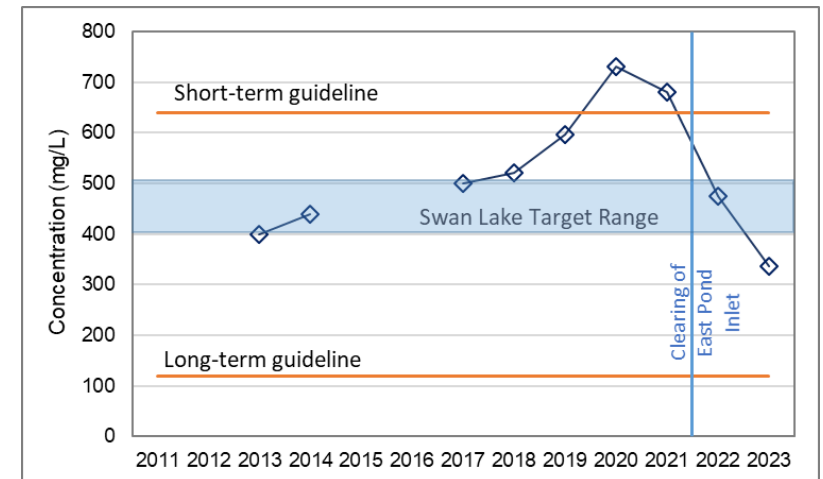 800
700
Short-term guideline
600
500
Swan Lake Target Range
400
300
200
Long-term guideline
100
0
Concentration (mg/L)
Clearing of
East Pond
Inlet
2011 2012 2013 2014 2015 2016 2017 2018 2019 2020 2021 2022 2023